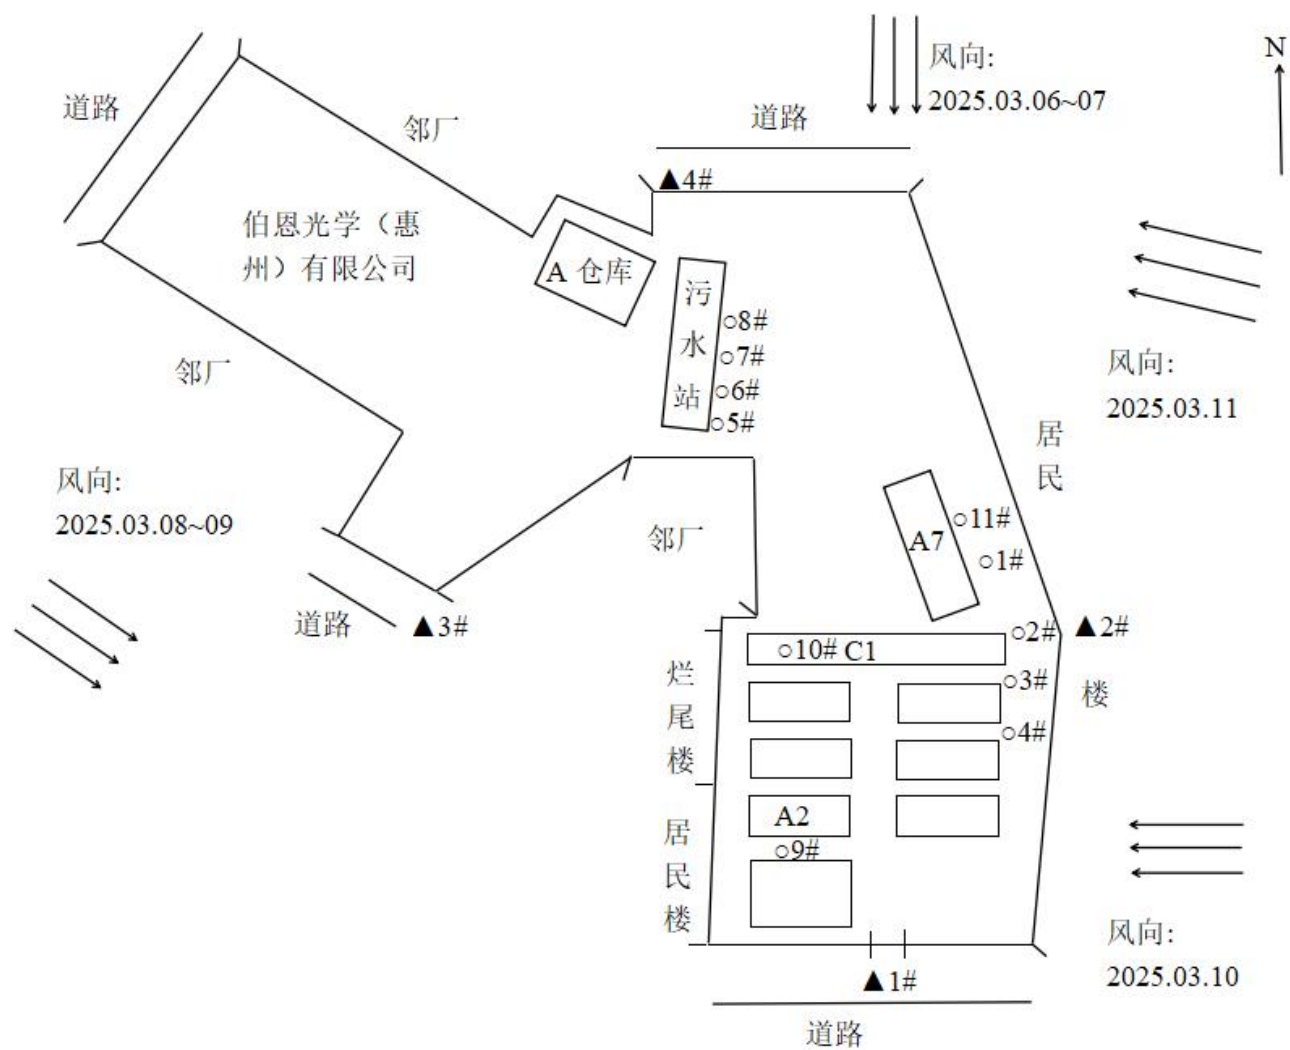 风向:
2025.03.06~07
N
道路
道路
邻厂
▲4#
伯恩光学（惠
州）有限公司
A 仓库
污
水
站
○8#
○7#
○6#
○5#
风向:
2025.03.11
邻厂
居
民
楼
风向:
2025.03.08~09
邻厂
A7
○11#
○1#
道路
▲3#
○2#
▲2#
○10# C1
○3#
○4#
烂
尾
楼
A2
○9#
居
民
楼
风向:
2025.03.10
▲1#
道路